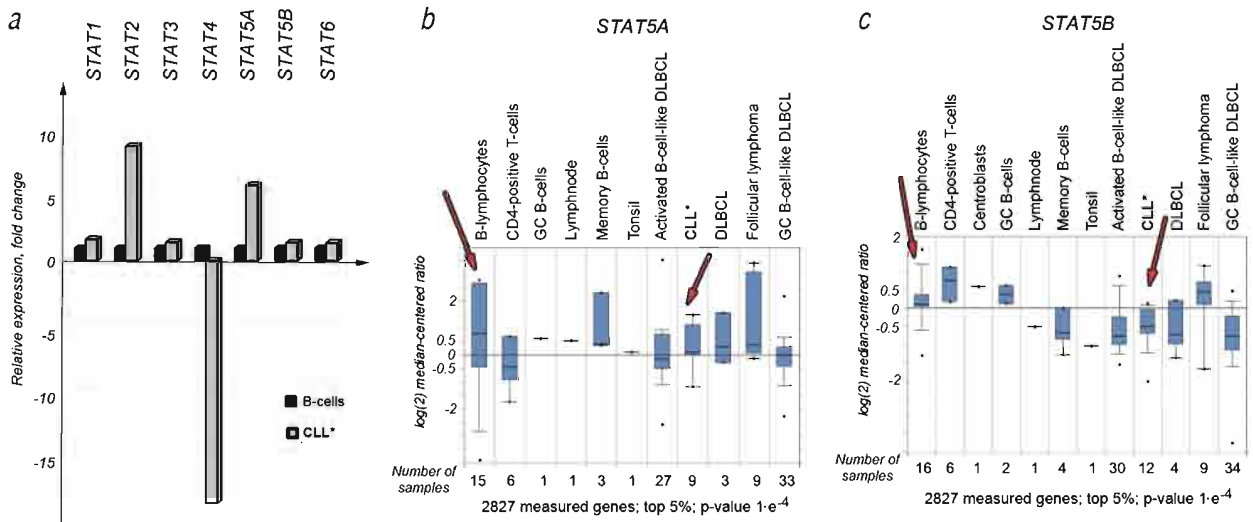 a
STAT1
STAT2
STAT3
STAT4
STAT5A
STAT5B
STAT6
Relative expression, fold change
10
5
0
-5
-10
-15
B-cells
CLL*
b
STAT5A
B-lymphocytes
CD4-positive T-cells
GC B-cells
Lymphnode
Memory B-cells
Tonsil
Activated B-cell-like DLBCL
CLL*
DLBCL
Follicular lymphoma
GC B-cell-like DLBCL
log(2) median-centered ratio
2
0.5
0
-0.5
-2
Number of
samples
15 6 1 1 3 1 27 9 3 9 33
2827 measured genes; top 5%; p-value 1·e-4
c
STAT5B
B-lymphocytes
CD4-positive T-cells
Centroblasts
GC B-cells
Lymphnode
Memory B-cells
Tonsil
Activated B-cell-like DLBCL
CLL*
DLBCL
Follicular lymphoma
GC B-cell-like DLBCL
log(2) median-centered ratio
2
0.5
0
-0.5
-2
Number of
samples
16 6 1 2 1 4 1 30 12 4 9 34
2827 measured genes; top 5%; p-value 1·e-4